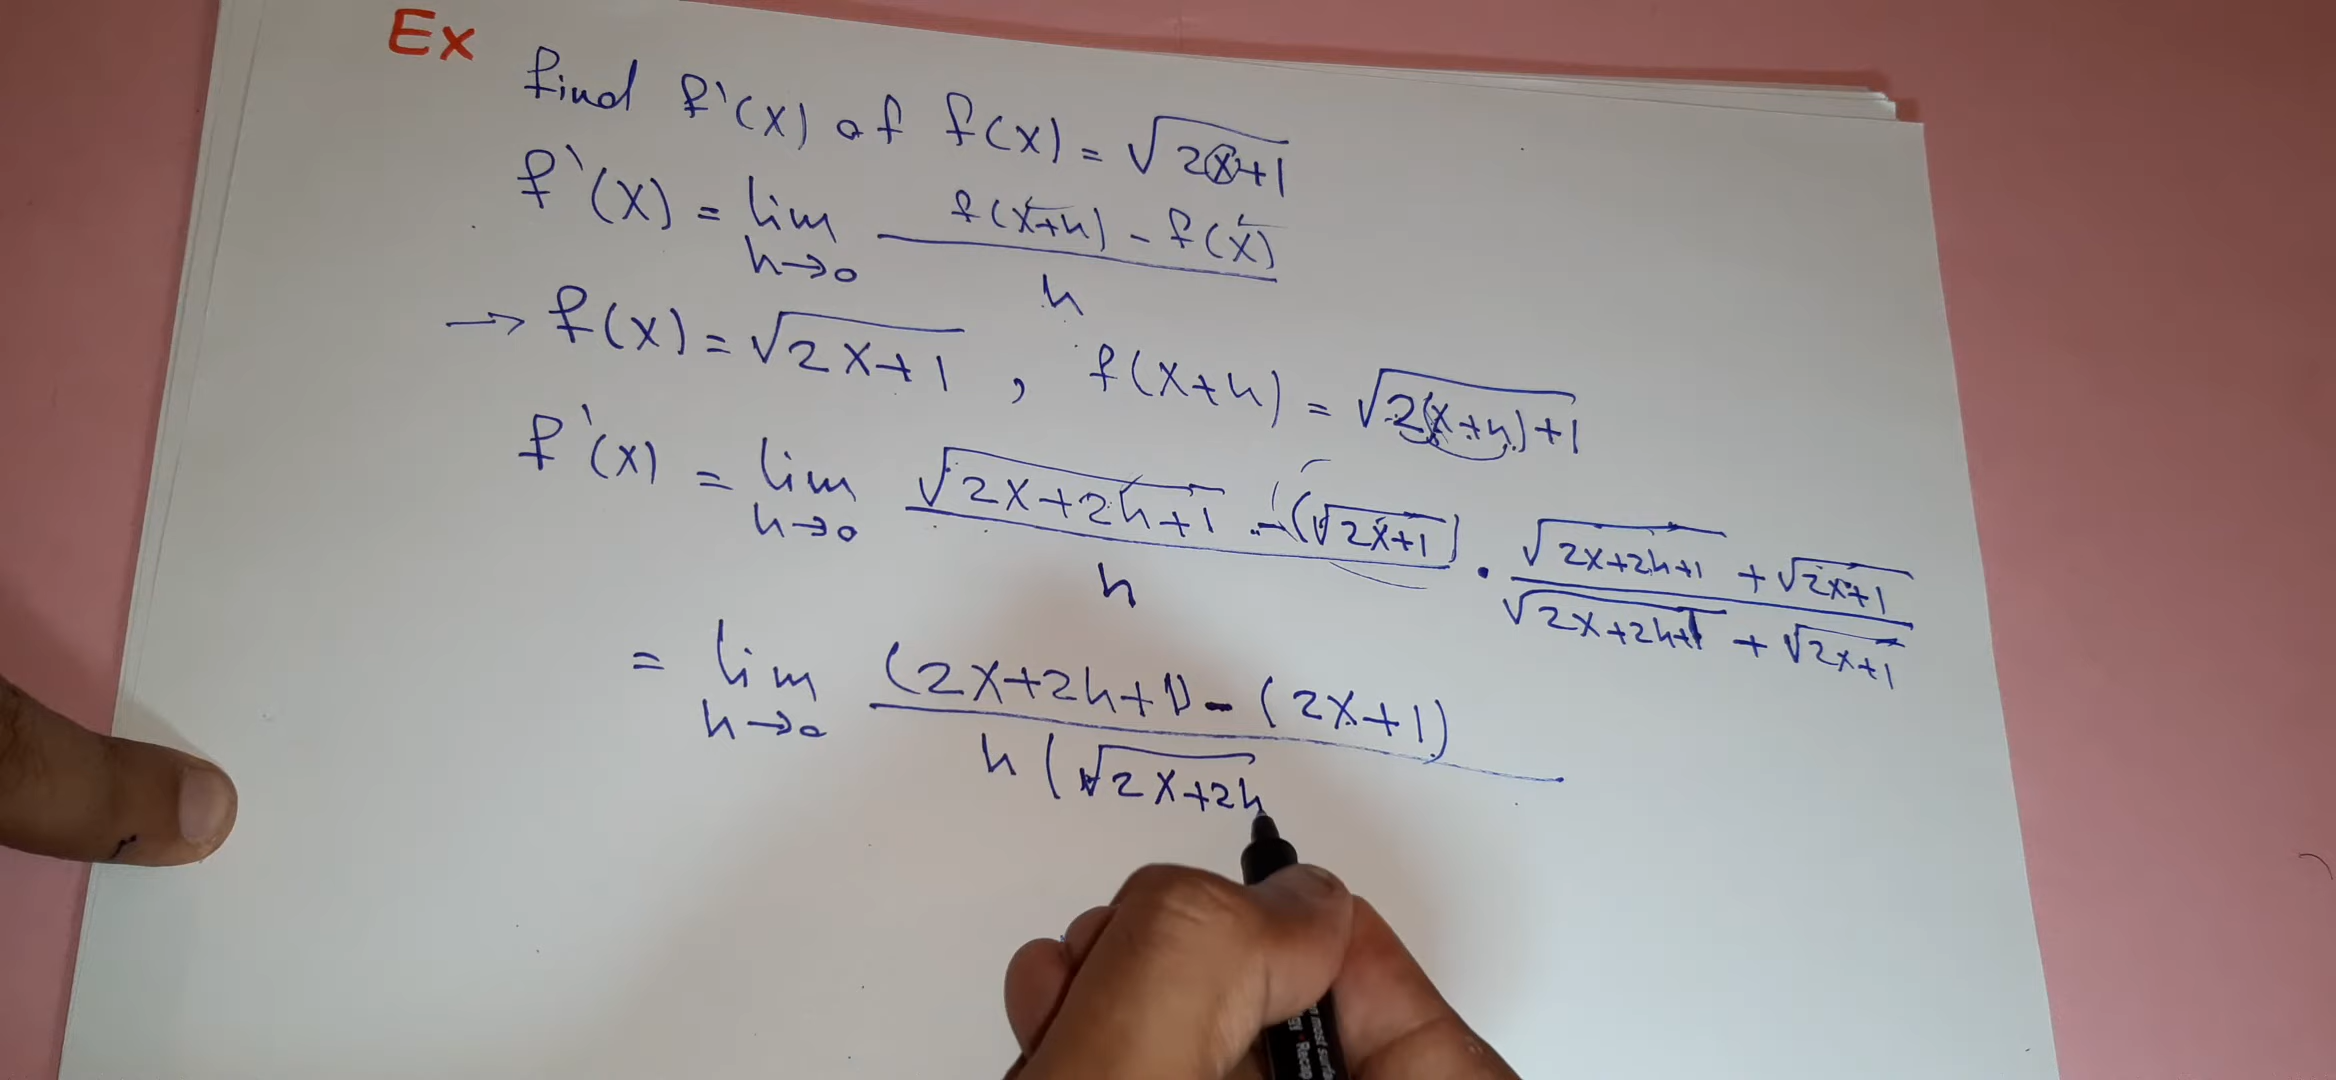 Ex
find f'(x) of f(x) = √2x+1
f'(x) = lim h→0 f(x+h) - f(x) / h
→ f(x) = √2x+1 , f(x+h) = √2(x+h)+1
f'(x) = lim h→0 √2x+2h+1 - (√2x+1) / h · √2x+2h+1 + √2x+1 / √2x+2h+1 + √2x+1
= lim h→0 (2x+2h+1) - (2x+1) / h (√2x+2h